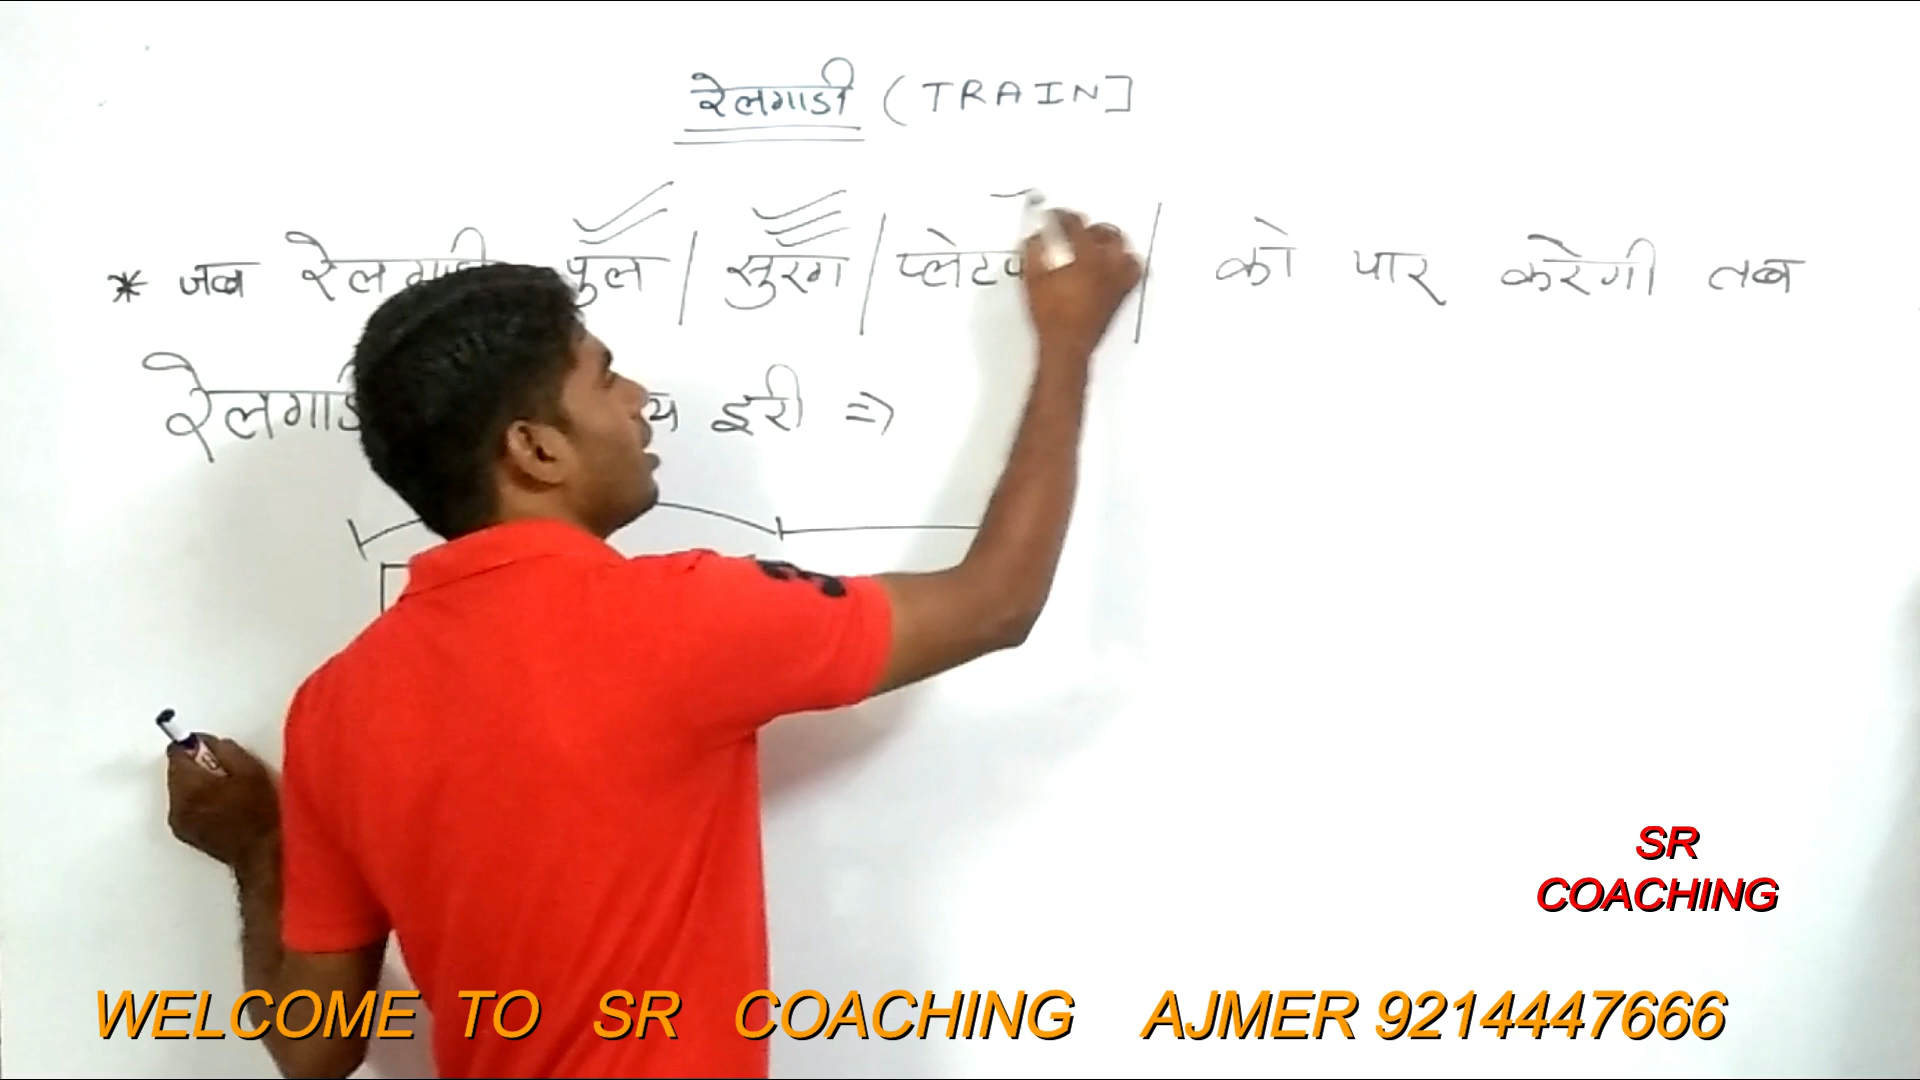 रेलगाडी (TRAIN]
* जब रेलगाडी पुल / सुरंग / / को पार करेगी तब
इरी ⇒
SR
COACHING
WELCOME TO SR COACHING AJMER 9214447666